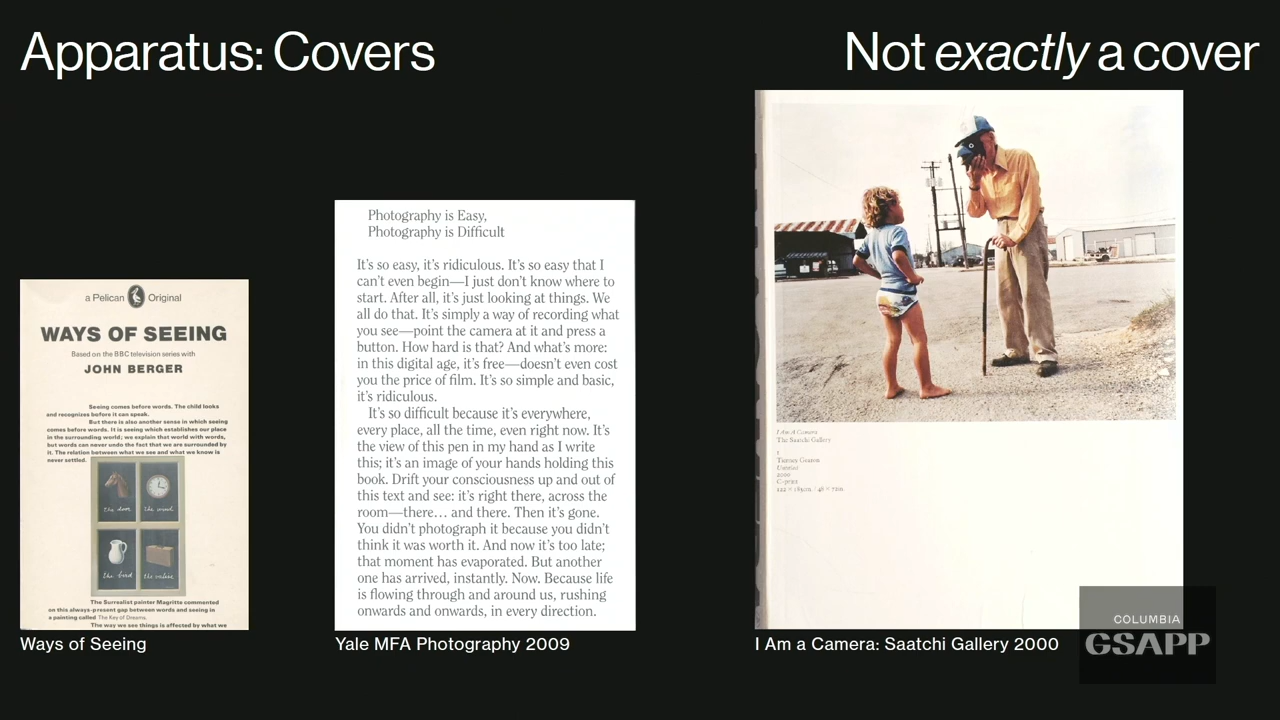 Apparatus: Covers
Not exactly a cover
a Pelican Original
WAYS OF SEEING
Based on the BBC television series with
JOHN BERGER
Seeing comes before words. The child looks
and recognizes before it can speak.
But there is also another sense in which seeing
comes before words. It is seeing which establishes our place
in the surrounding world; we explain that world with words,
but words can never undo the fact that we are surrounded by
it. The relation between what we see and what we know is
never settled.
the door the wind
the bird the valise
The Surrealist painter Magritte commented
on this always-present gap between words and seeing in
a painting called The Key of Dreams.
The way we see things is affected by what we
Ways of Seeing
Photography is Easy,
Photography is Difficult
It's so easy, it's ridiculous. It's so easy that I
can't even begin—I just don't know where to
start. After all, it's just looking at things. We
all do that. It's simply a way of recording what
you see—point the camera at it and press a
button. How hard is that? And what's more:
in this digital age, it's free—doesn't even cost
you the price of film. It's so simple and basic,
it's ridiculous.
It's so difficult because it's everywhere,
every place, all the time, even right now. It's
the view of this pen in my hand as I write
this; it's an image of your hands holding this
book. Drift your consciousness up and out of
this text and see: it's right there, across the
room—there... and there. Then it's gone.
You didn't photograph it because you didn't
think it was worth it. And now it's too late;
that moment has evaporated. But another
one has arrived, instantly. Now. Because life
is flowing through and around us, rushing
onwards and onwards, in every direction.
Yale MFA Photography 2009
I Am A Camera
The Saatchi Gallery
1
Tierney Gearon
Untitled
2000
C-print
I Am a Camera: Saatchi Gallery 2000
COLUMBIA
GSAPP